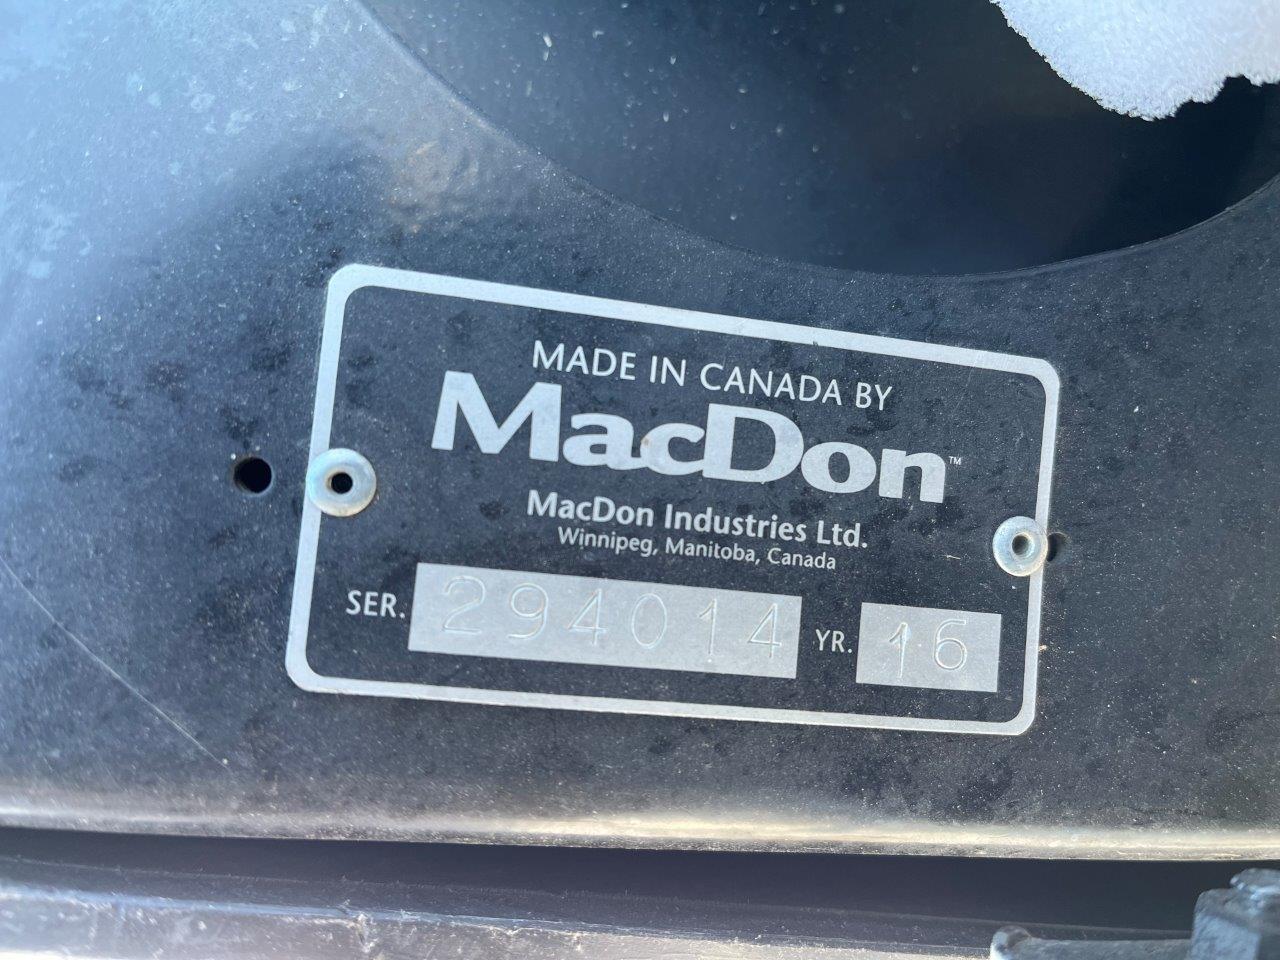 MADE IN CANADA BY
MacDon™
MacDon Industries Ltd.
Winnipeg, Manitoba, Canada
SER. 294014 YR. 16